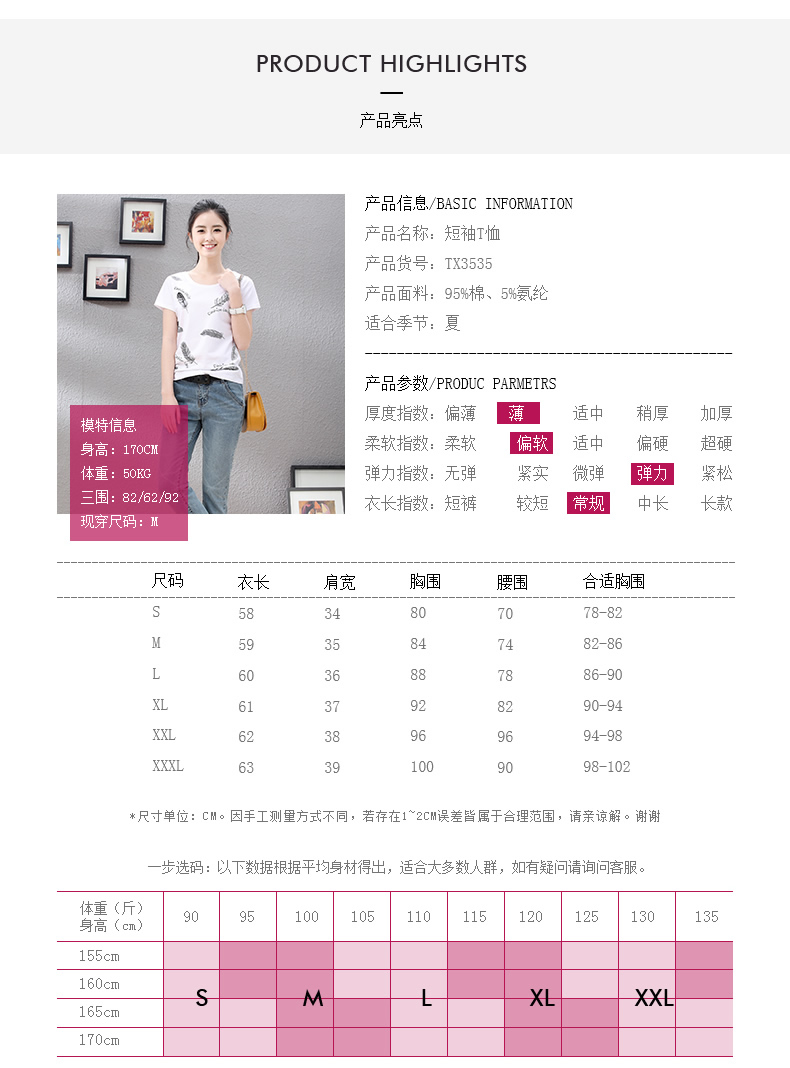 PRODUCT HIGHLIGHTS
产品亮点
产品信息/BASIC INFORMATION
产品名称：短袖T恤
产品货号：TX3535
产品面料：95%棉、5%氨纶
适合季节：夏
产品参数/PRODUC PARMETRS
厚度指数：偏薄 薄 适中 稍厚 加厚
柔软指数：柔软 偏软 适中 偏硬 超硬
弹力指数：无弹 紧实 微弹 弹力 紧松
衣长指数：短裤 较短 常规 中长 长款
模特信息
身高：170CM
体重：50KG
三围：82/62/92
现穿尺码：M
尺码 衣长 肩宽 胸围 腰围 合适胸围
S 58 34 80 70 78-82
M 59 35 84 74 82-86
L 60 36 88 78 86-90
XL 61 37 92 82 90-94
XXL 62 38 96 96 94-98
XXXL 63 39 100 90 98-102
*尺寸单位：CM。因手工测量方式不同，若存在1~2CM误差皆属于合理范围，请亲谅解。谢谢
一步选码：以下数据根据平均身材得出，适合大多数人群，如有疑问请询问客服。
体重（斤） 90 95 100 105 110 115 120 125 130 135
身高（cm）
155cm
160cm
S M L XL XXL
165cm
170cm